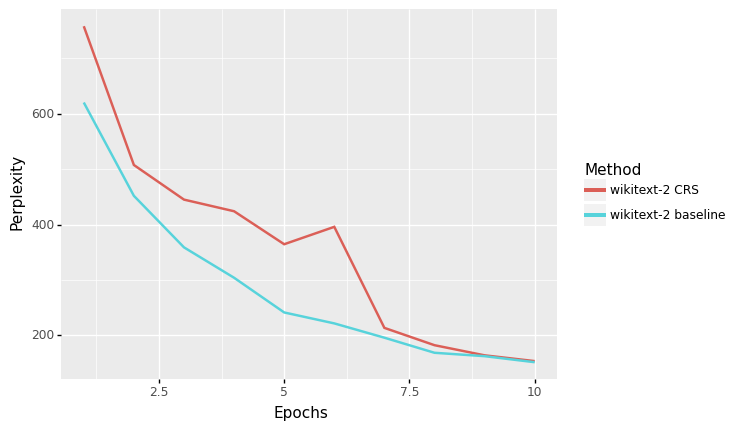 600
400
200
Perplexity
2.5
5
7.5
10
Epochs
Method
wikitext-2 CRS
wikitext-2 baseline